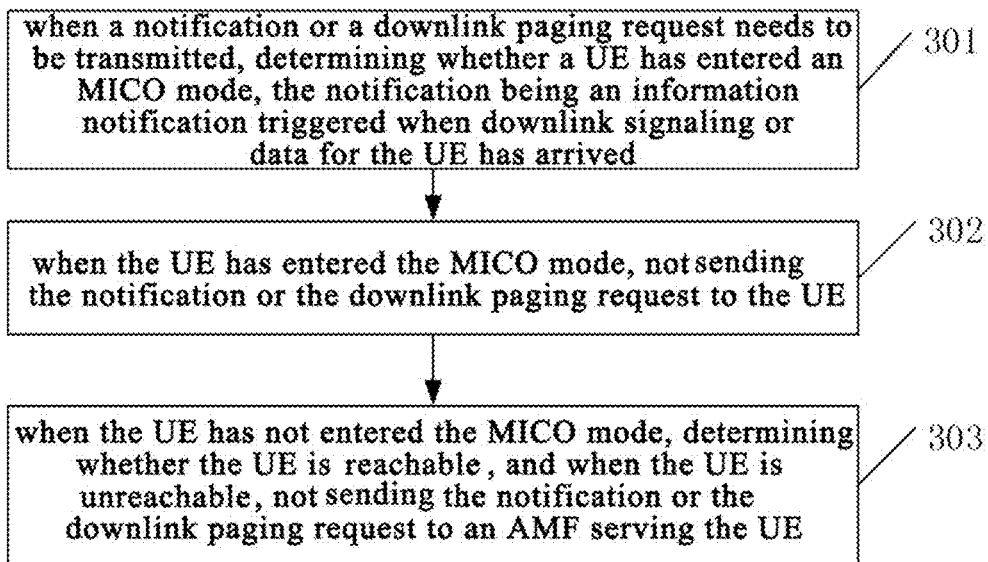 when a notification or a downlink paging request needs to
be transmitted, determining whether a UE has entered an
MICO mode, the notification being an information
notification triggered when downlink signaling or
data for the UE has arrived
301
when the UE has entered the MICO mode, not sending
the notification or the downlink paging request to the UE
302
when the UE has not entered the MICO mode, determining
whether the UE is reachable, and when the UE is
unreachable, not sending the notification or the
downlink paging request to an AMF serving the UE
303